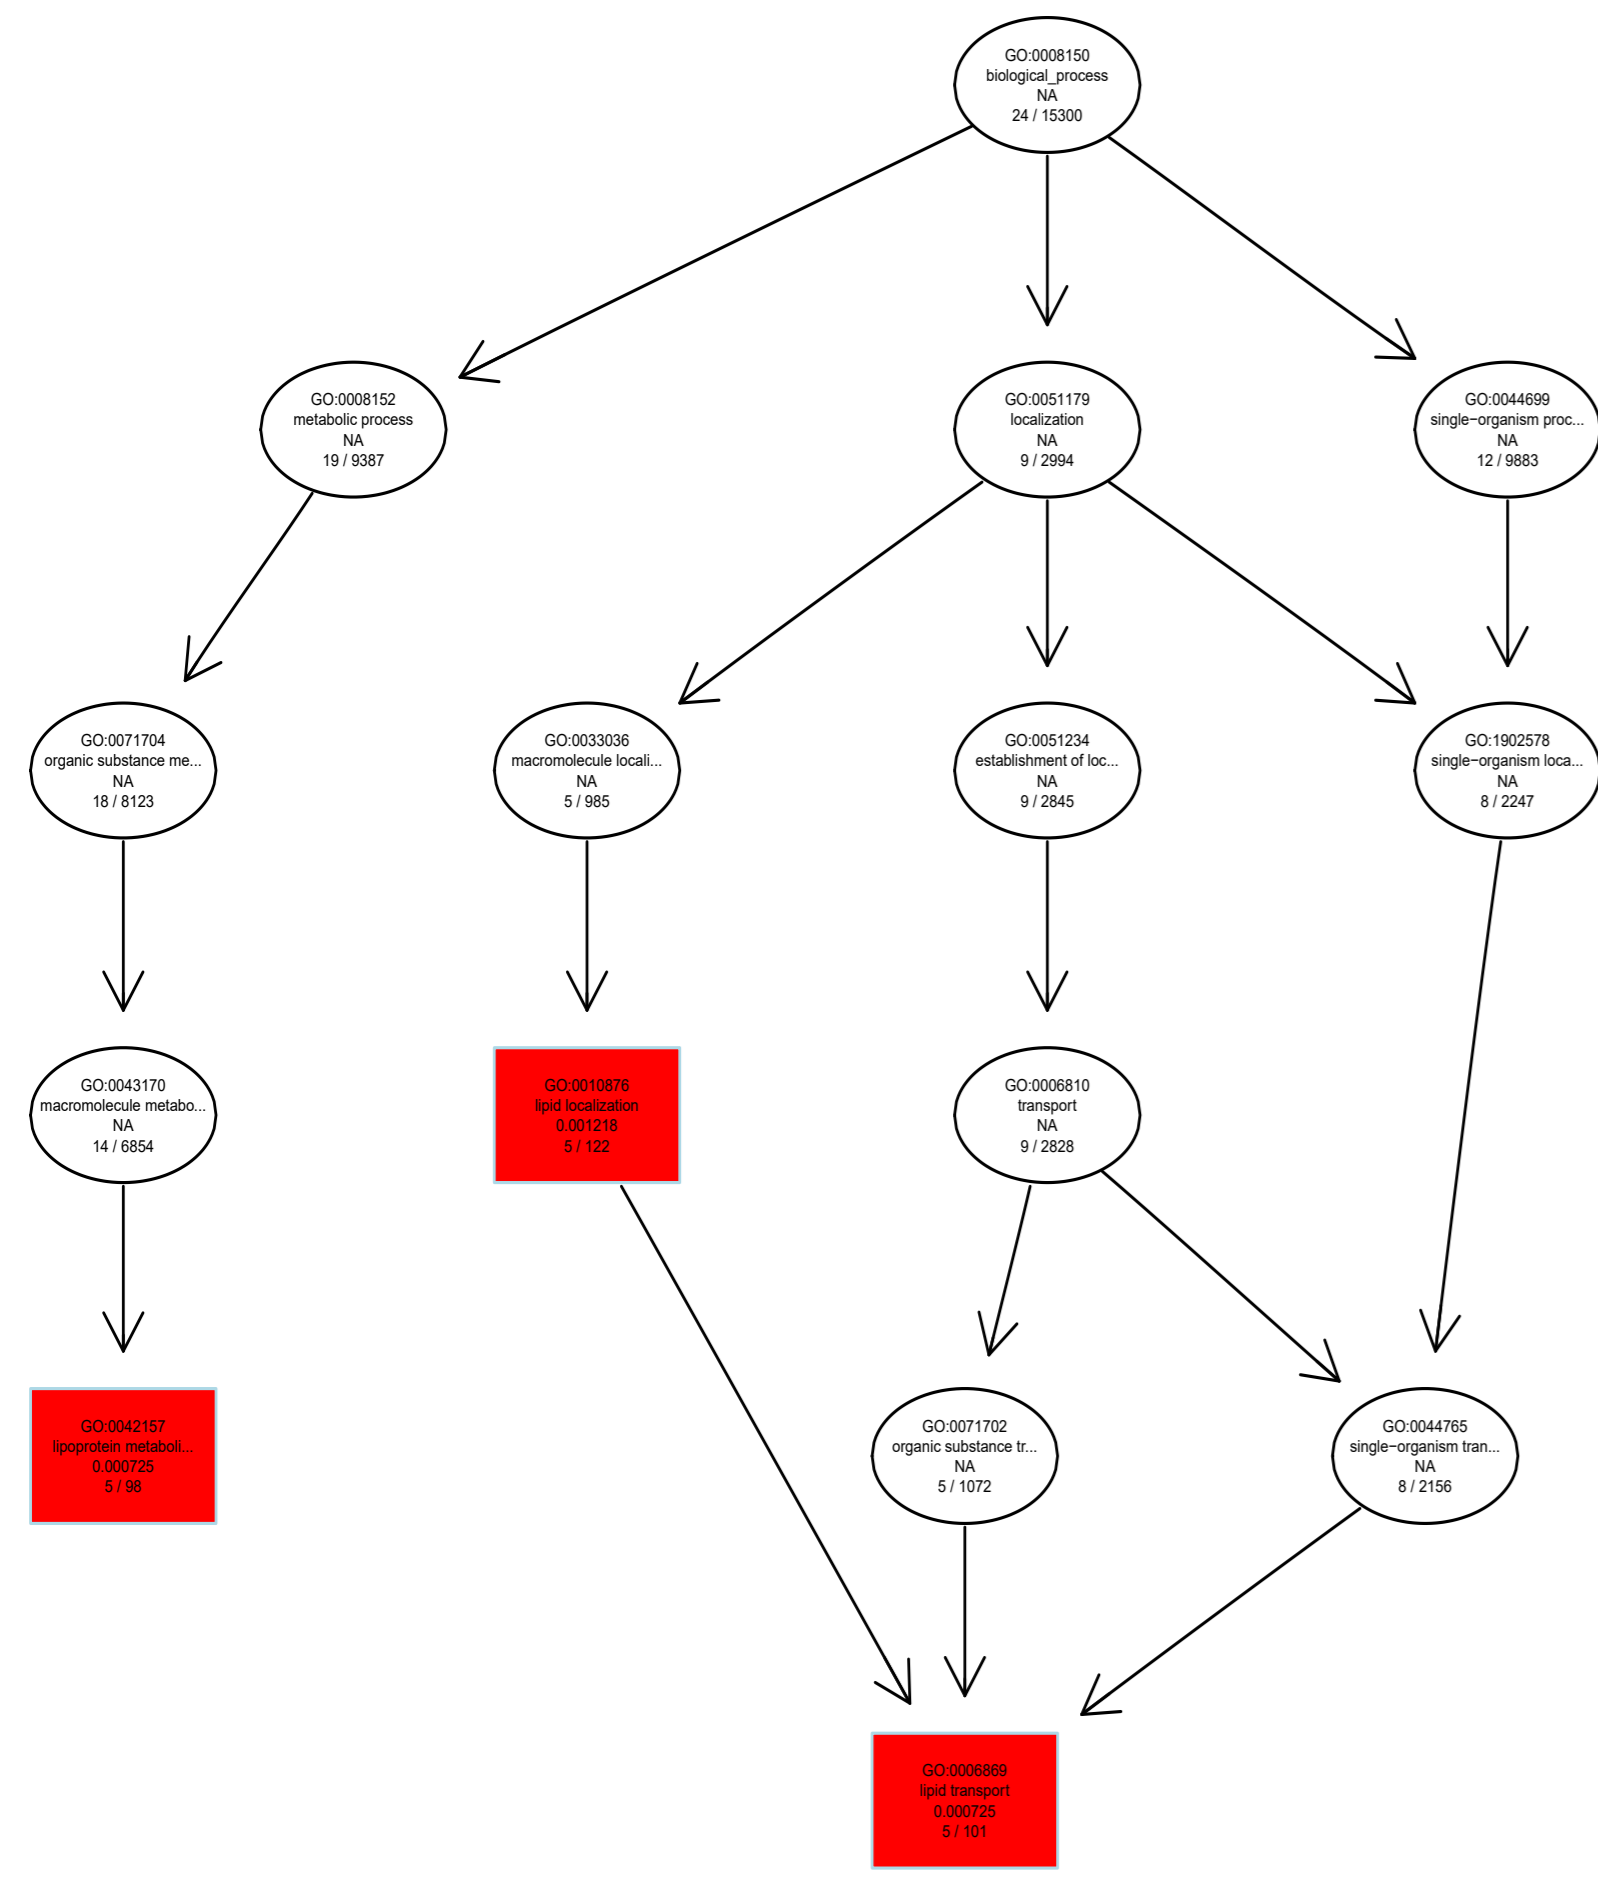 GO:0008150
biological_process
NA
24 / 15300
GO:0008152
metabolic process
NA
19 / 9387
GO:0051179
localization
NA
9 / 2994
GO:0044699
single−organism proc...
NA
12 / 9883
GO:0071704
organic substance me...
NA
18 / 8123
GO:0033036
macromolecule locali...
NA
5 / 985
GO:0051234
establishment of loc...
NA
9 / 2845
GO:1902578
single−organism loca...
NA
8 / 2247
GO:0043170
macromolecule metabo...
NA
14 / 6854
GO:0010876
lipid localization
0.001218
5 / 122
GO:0006810
transport
NA
9 / 2828
GO:0042157
lipoprotein metaboli...
0.000725
5 / 98
GO:0071702
organic substance tr...
NA
5 / 1072
GO:0044765
single−organism tran...
NA
8 / 2156
GO:0006869
lipid transport
0.000725
5 / 101